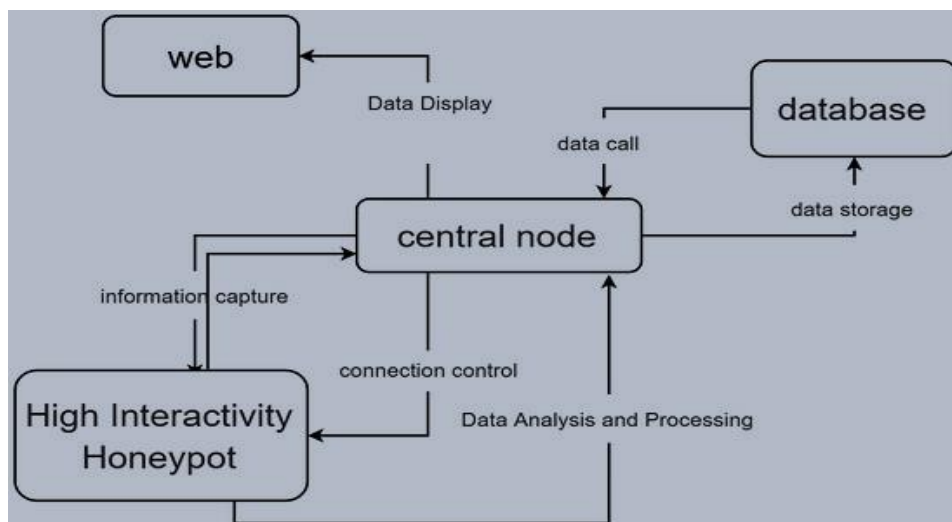 web
Data Display
database
data call
data storage
central node
information capture
connection control
High Interactivity
Honeypot
Data Analysis and Processing